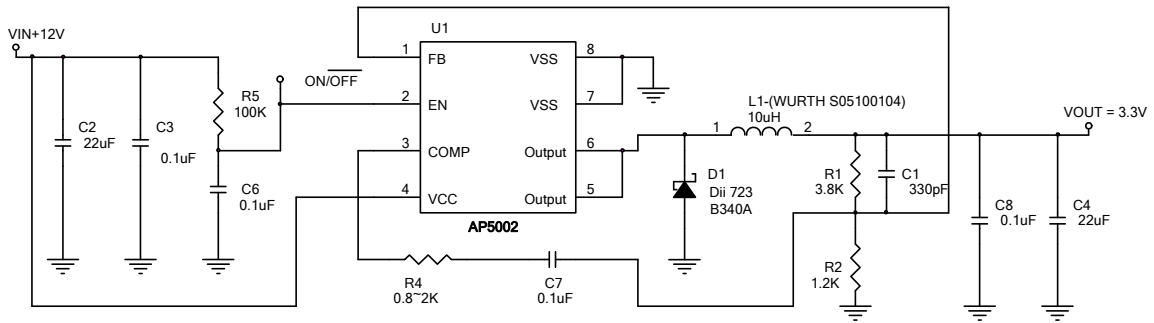 VIN+12V
U1
1 FB VSS 8
ON/OFF
2 EN VSS 7
R5
100K
C2
22uF
C3
0.1uF
L1-(WURTH S05100104)
10uH
1 2
VOUT = 3.3V
3 COMP Output 6
C6
0.1uF
4 VCC Output 5
D1
Dii 723
B340A
R1
3.8K
C1
330pF
AP5002
C8
0.1uF
C4
22uF
R4
0.8~2K
C7
0.1uF
R2
1.2K